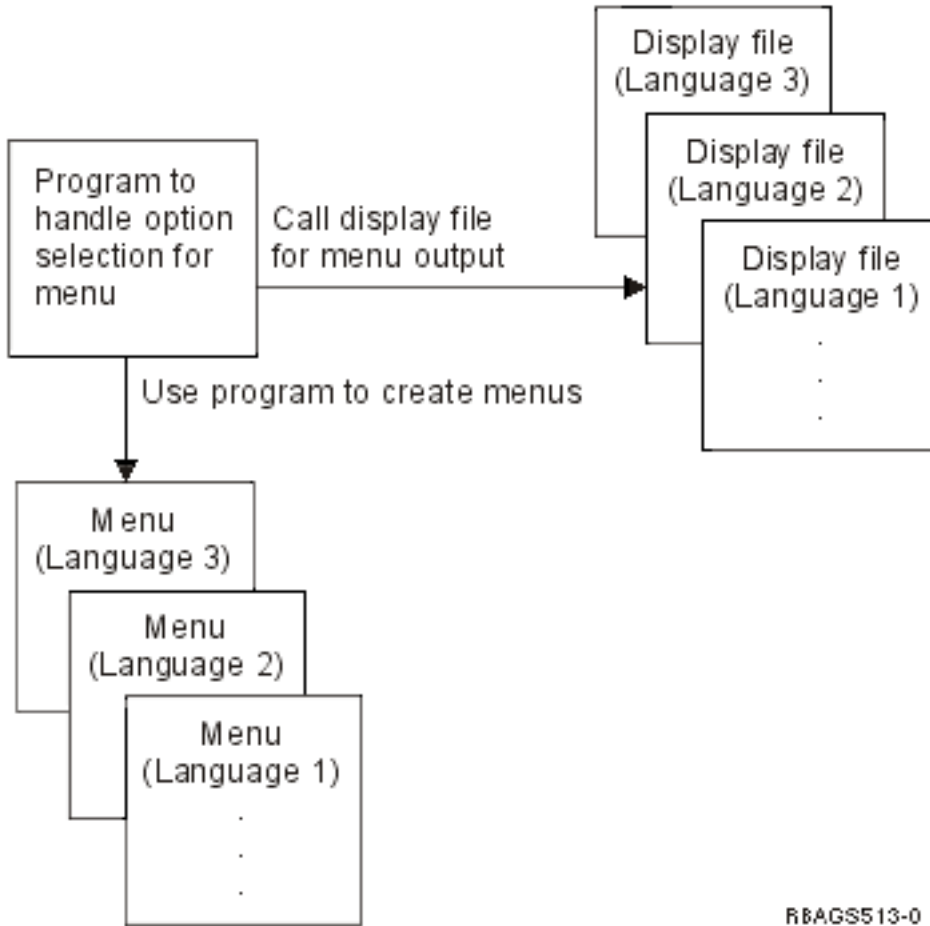 Display file
(Language 3)
Display file
(Language 2)
Display file
(Language 1)
.
.
.
Program to
handle option
selection for
menu
Call display file
for menu output
Use program to create menus
Menu
(Language 3)
Menu
(Language 2)
Menu
(Language 1)
.
.
.
RBAGS513-0